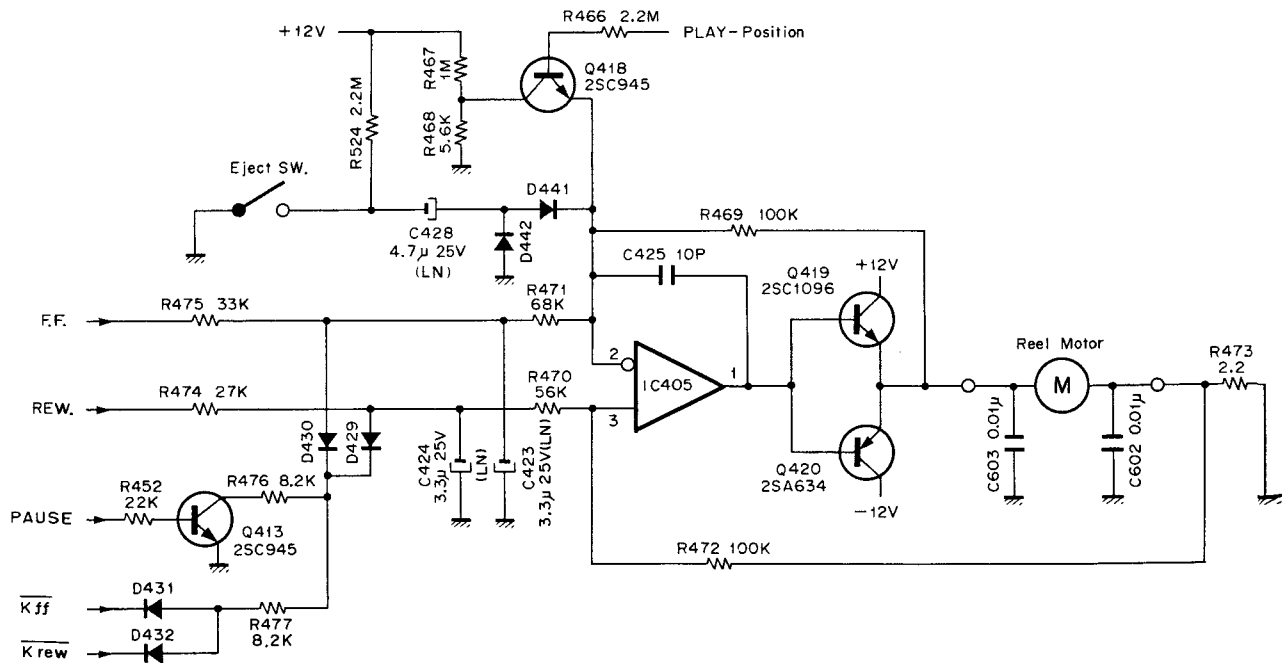 R466 2.2M
+12V
PLAY-Position
R467
1M
Q418
2SC945
R524 2.2M
R468
5.6K
Eject SW.
D441
R469 100K
C428
4.7μ 25V
(LN)
D442
C425 10P
Q419
2SC1096
+12V
R475 33K
R471
68K
F.F.
Reel Motor
R473
2.2
2
1
IC405
M
R474 27K
R470
56K
REW.
3
D430
D429
C424
3.3μ 25V
(LN)
C423
3.3μ 25V(LN)
Q420
2SA634
C603 0.01μ
C602 0.01μ
R452
22K
R476 8.2K
-12V
PAUSE
Q413
2SC945
R472 100K
D431
Kff
R477
8.2K
D432
Krew